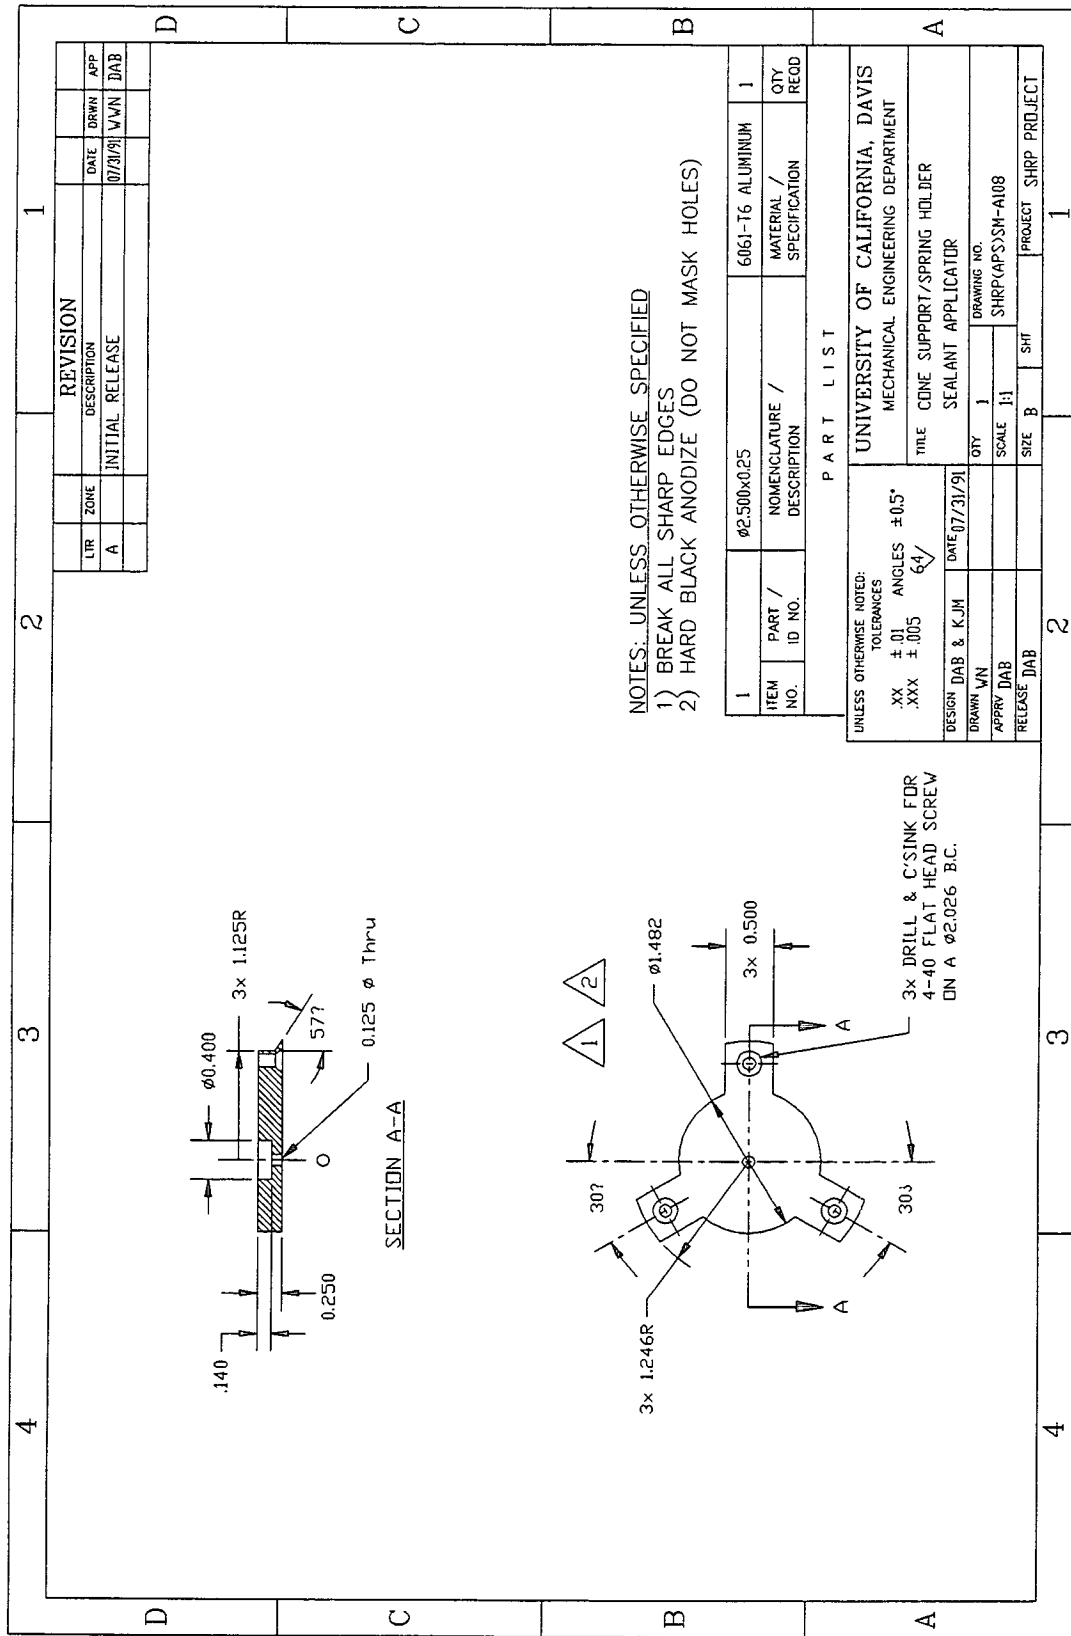 4
3
2
1
D
C
B
A
D
C
B
A
4
3
2
1
REVISION
LTR ZONE DESCRIPTION DATE DRWN APP
A INITIAL RELEASE 07/31/91 WWN DAB
.140
0.250
ø0.400
3x 1.125R
57?
0.125 ø Thru
SECTION A-A
3x 1.246R
30?
30?
1
2
ø1.482
3x 0.500
A
A
3x DRILL & C'SINK FOR
4-40 FLAT HEAD SCREW
ON A ø2.026 B.C.
NOTES: UNLESS OTHERWISE SPECIFIED
1) BREAK ALL SHARP EDGES
2) HARD BLACK ANODIZE (DO NOT MASK HOLES)
1 ø2.500x0.25 6061-T6 ALUMINUM 1
ITEM NO. PART / ID NO. NOMENCLATURE / DESCRIPTION MATERIAL / SPECIFICATION QTY REQD
PART LIST
UNLESS OTHERWISE NOTED:
TOLERANCES
.XX ±.01 ANGLES ±0.5°
.XXX ±.005 64
DESIGN DAB & KJM DATE 07/31/91
DRAWN WN
APPRV DAB
RELEASE DAB
UNIVERSITY OF CALIFORNIA, DAVIS
MECHANICAL ENGINEERING DEPARTMENT
TITLE CONE SUPPORT/SPRING HOLDER
SEALANT APPLICATOR
QTY 1
SCALE 1:1
DRAWING NO.
SHRP(APS)SM-A108
SIZE B SHT PROJECT SHRP PROJECT